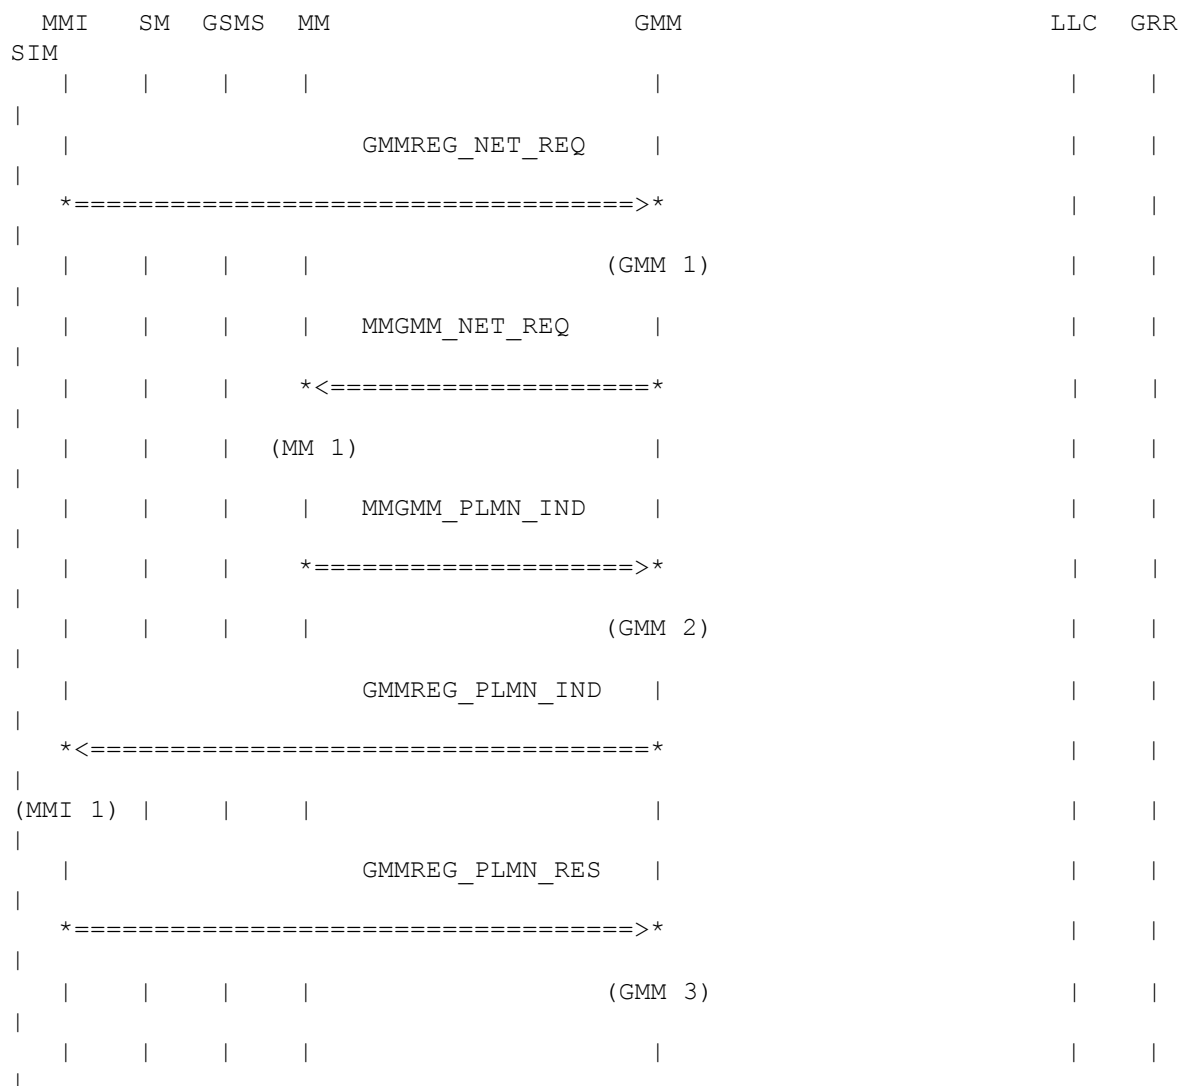 MMI   SM  GSMS  MM                   GMM                       LLC  GRR
SIM
   |    |    |    |                     |                         |    |
|
   |                  GMMREG_NET_REQ    |                         |    |
|
   *===================================>*                         |    |
|
   |    |    |    |                  (GMM 1)                      |    |
|
   |    |    |    |   MMGMM_NET_REQ     |                         |    |
|
   |    |    |    *<====================*                         |    |
|
   |    |    |  (MM 1)                  |                         |    |
|
   |    |    |    |   MMGMM_PLMN_IND    |                         |    |
|
   |    |    |    *====================>*                         |    |
|
   |    |    |    |                  (GMM 2)                      |    |
|
   |                  GMMREG_PLMN_IND   |                         |    |
|
   *<===================================*                         |    |
|
(MMI 1) |    |    |                     |                         |    |
|
   |                  GMMREG_PLMN_RES   |                         |    |
|
   *===================================>*                         |    |
|
   |    |    |    |                  (GMM 3)                      |    |
|
   |    |    |    |                     |                         |    |
|